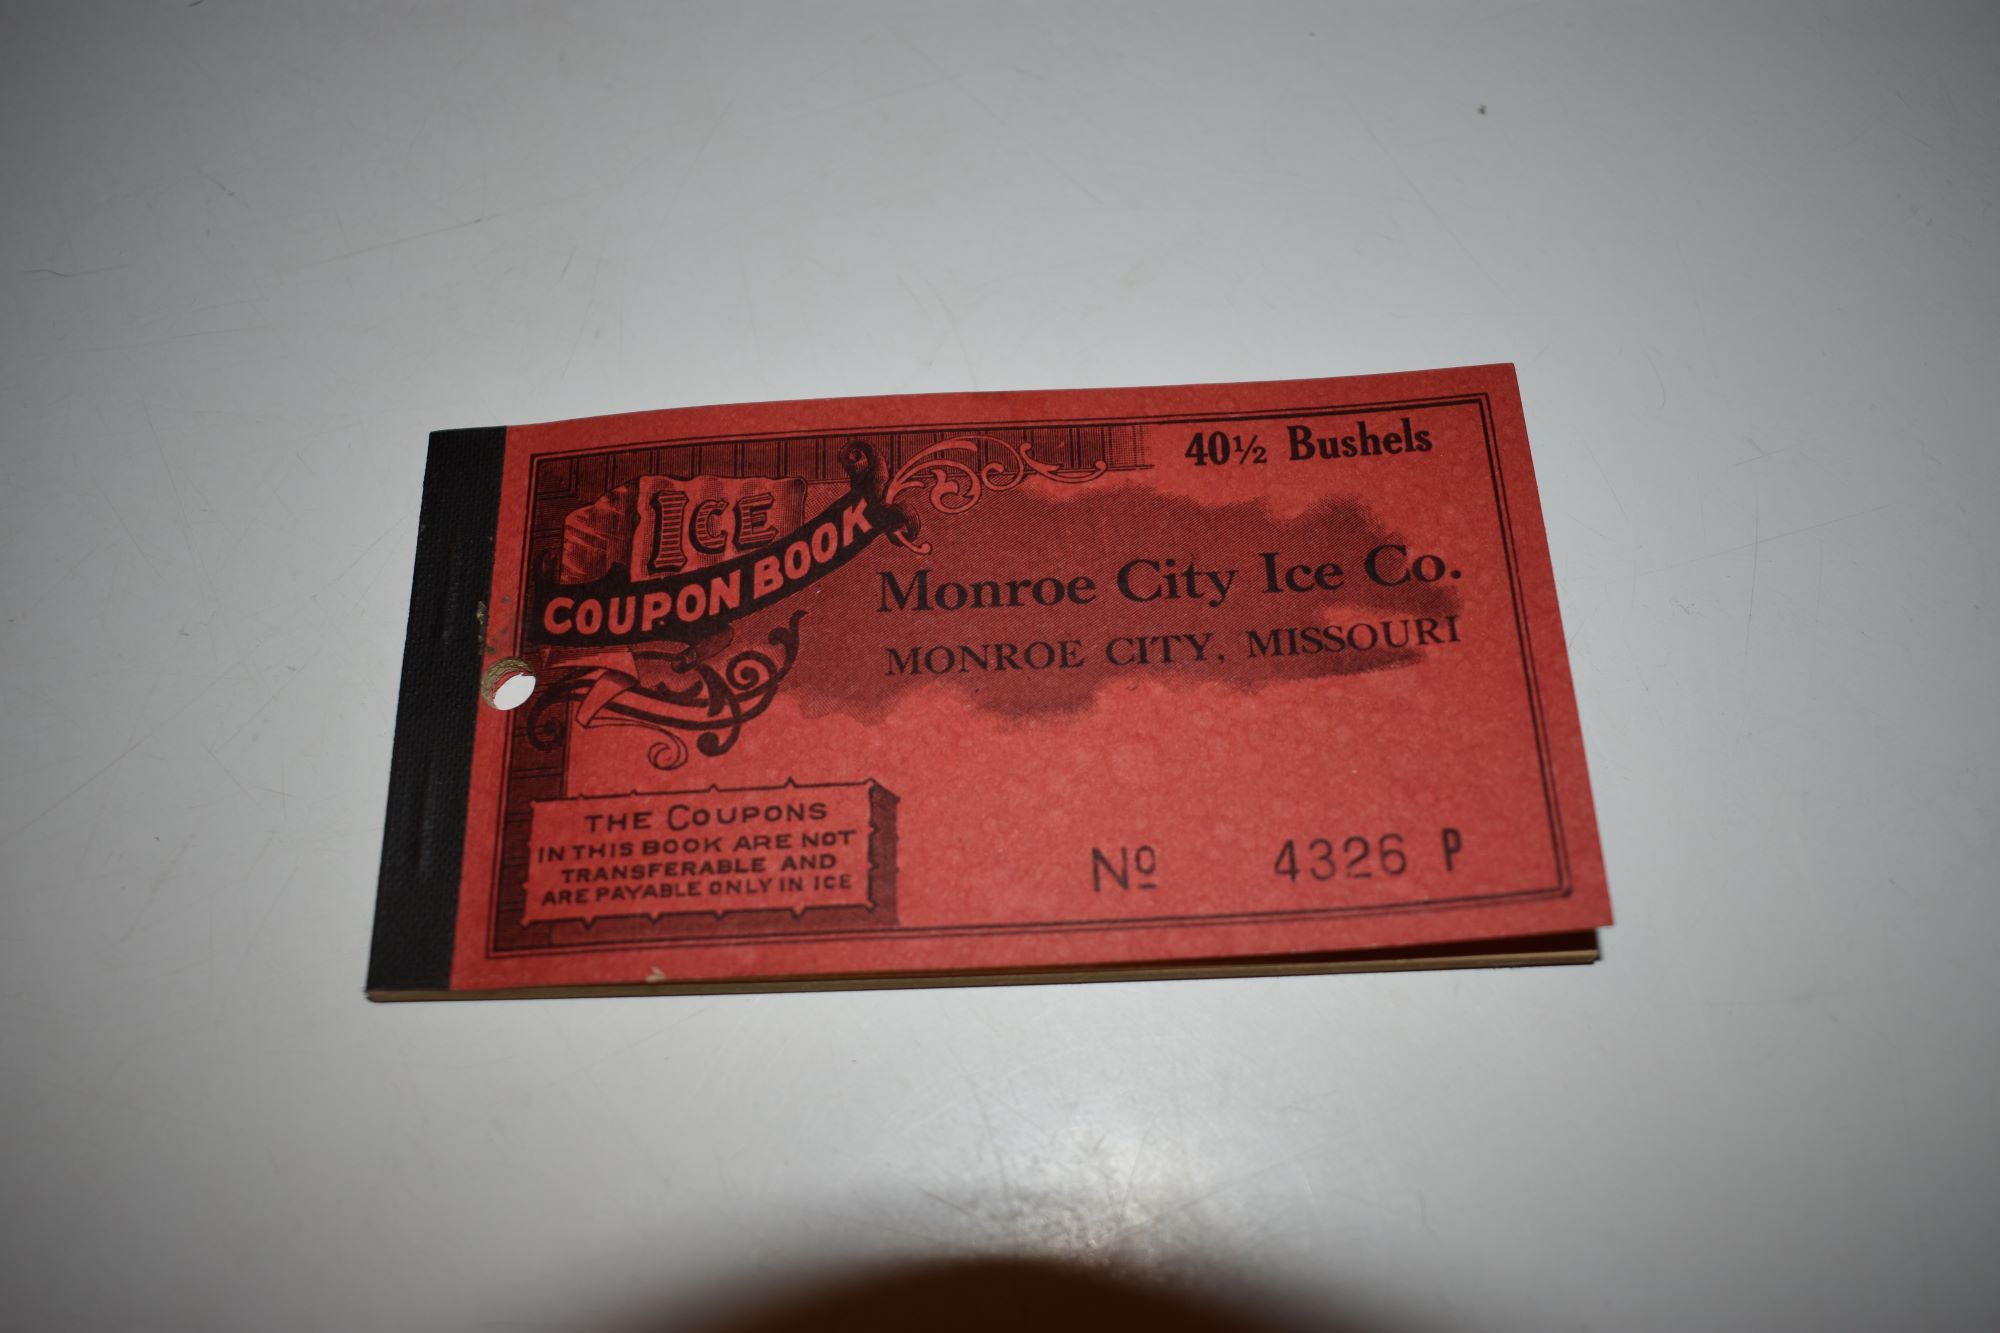 40½ Bushels
ICE
COUPON BOOK
Monroe City Ice Co.
MONROE CITY, MISSOURI
THE COUPONS
IN THIS BOOK ARE NOT
TRANSFERABLE AND
ARE PAYABLE ONLY IN ICE
Nº 4326 P